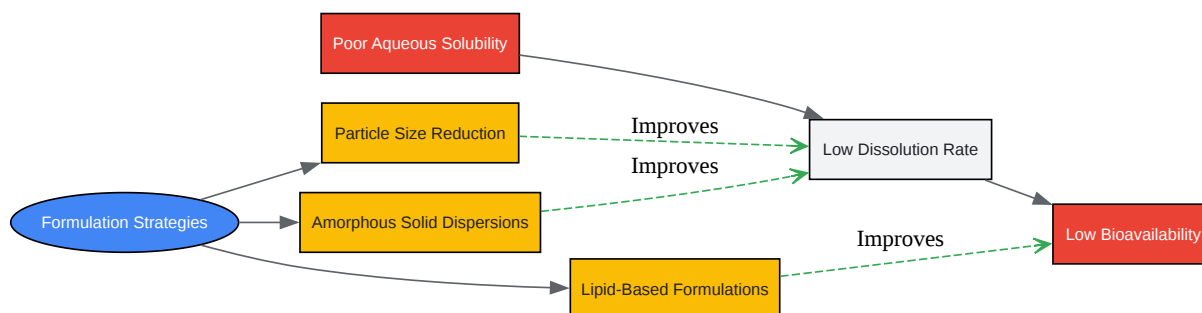 Poor Aqueous Solubility
Particle Size Reduction
Improves
Low Dissolution Rate
Improves
Formulation Strategies
Amorphous Solid Dispersions
Low Bioavailability
Improves
Lipid-Based Formulations